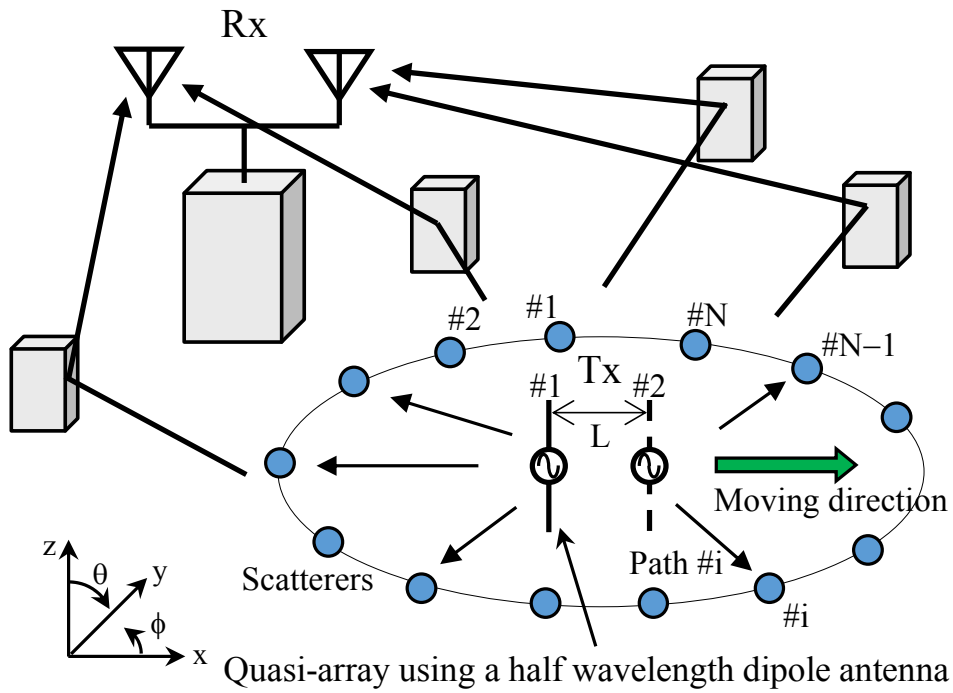 Rx
#2
#1
#N
#N−1
Tx
#1
#2
L
Moving direction
Scatterers
Path #i
#i
z
θ
y
ϕ
x
Quasi-array using a half wavelength dipole antenna